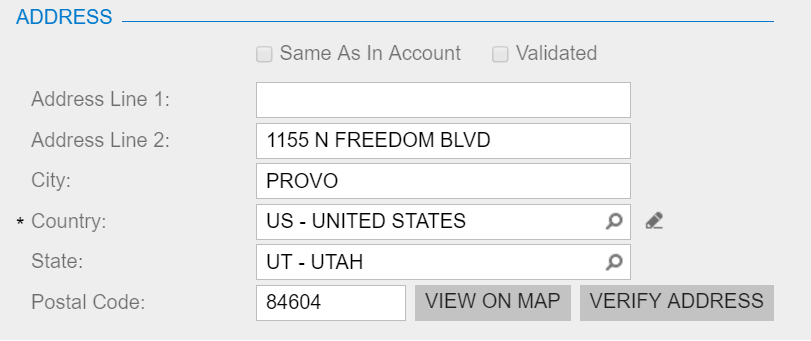 ADDRESS
Same As In Account Validated
Address Line 1:
Address Line 2: 1155 N FREEDOM BLVD
City: PROVO
* Country: US - UNITED STATES
State: UT - UTAH
Postal Code: 84604 VIEW ON MAP VERIFY ADDRESS